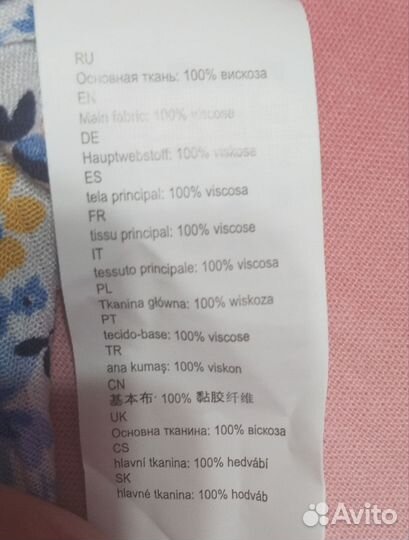 RU
Основная ткань: 100% вискоза
EN
Main fabric: 100% viscose
DE
Hauptwebstoff: 100% viskose
ES
tela principal: 100% viscosa
FR
tissu principal: 100% viscose
IT
tessuto principale: 100% viscosa
PL
Tkanina główna: 100% wiskoza
PT
tecido-base: 100% viscose
TR
ana kumaş: 100% viskon
CN
基本布· 100% 黏胶纤维
UK
Основна тканина: 100% віскоза
CS
hlavní tkanina: 100% hedvábí
SK
hlavné tkanina: 100% hodváb
Avito